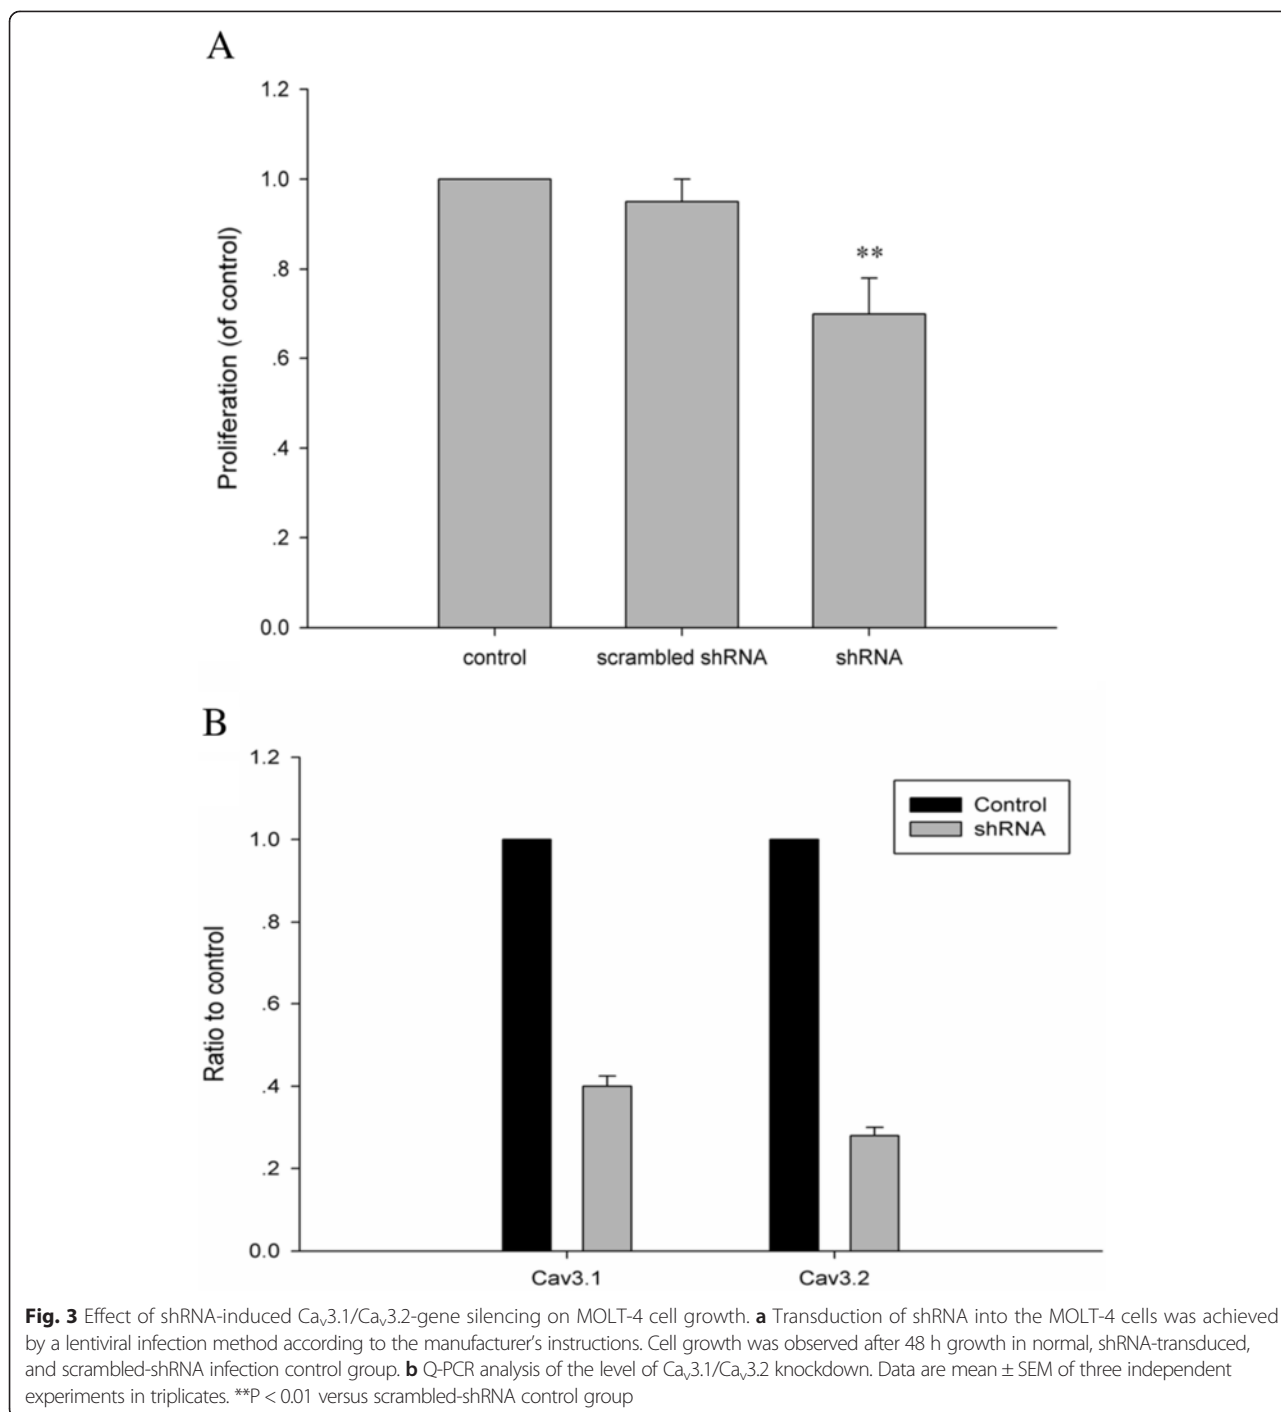 A
1.2
1.0
.8
.6
.4
.2
0.0
Proliferation (of control)
**
control scrambled shRNA shRNA
B
1.2
1.0
.8
.6
.4
.2
0.0
Ratio to control
Control
shRNA
Cav3.1 Cav3.2
Fig. 3 Effect of shRNA-induced Cav3.1/Cav3.2-gene silencing on MOLT-4 cell growth. a Transduction of shRNA into the MOLT-4 cells was achieved
by a lentiviral infection method according to the manufacturer's instructions. Cell growth was observed after 48 h growth in normal, shRNA-transduced,
and scrambled-shRNA infection control group. b Q-PCR analysis of the level of Cav3.1/Cav3.2 knockdown. Data are mean ± SEM of three independent
experiments in triplicates. **P < 0.01 versus scrambled-shRNA control group